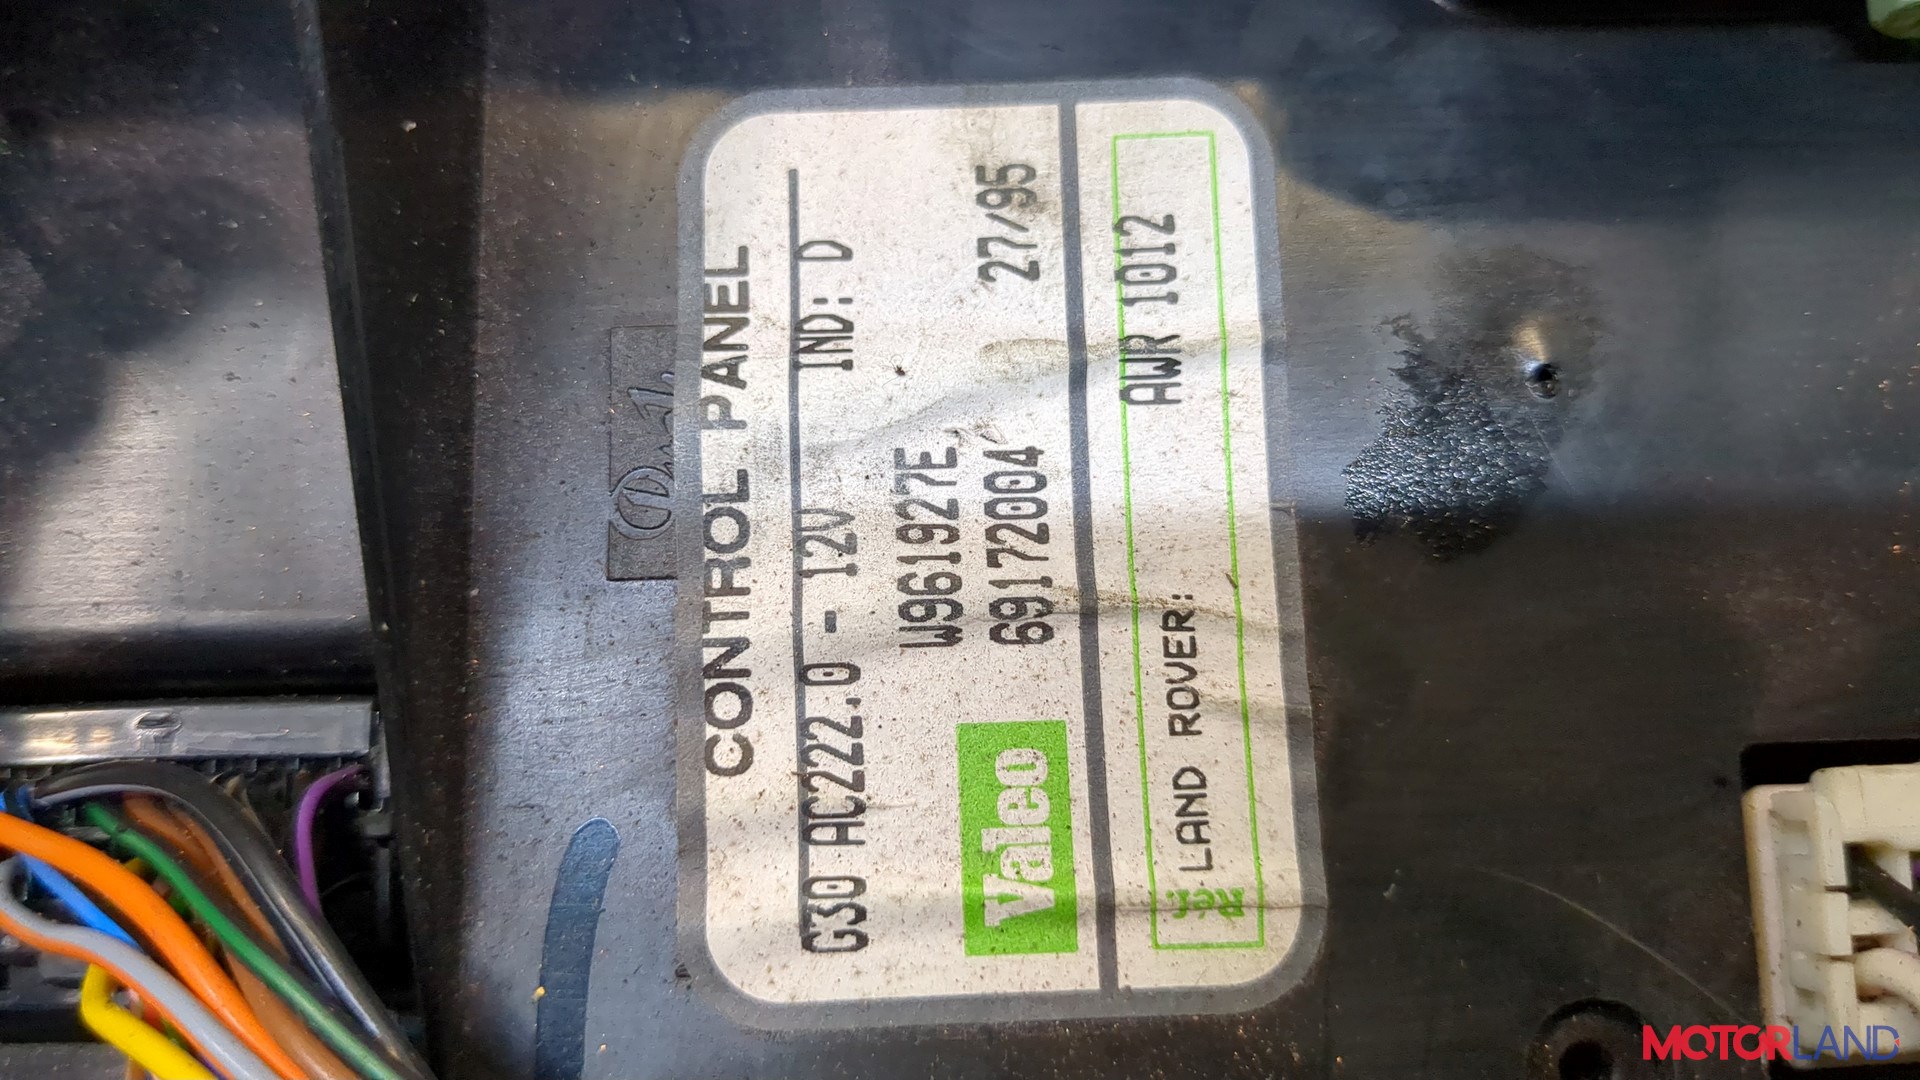 CONTROL PANEL
G30 AC222.0 - 12V IND: D
W961927E
Valeo 69172004 27/95
Réf. LAND ROVER: AWR 1012
MOTORLAND